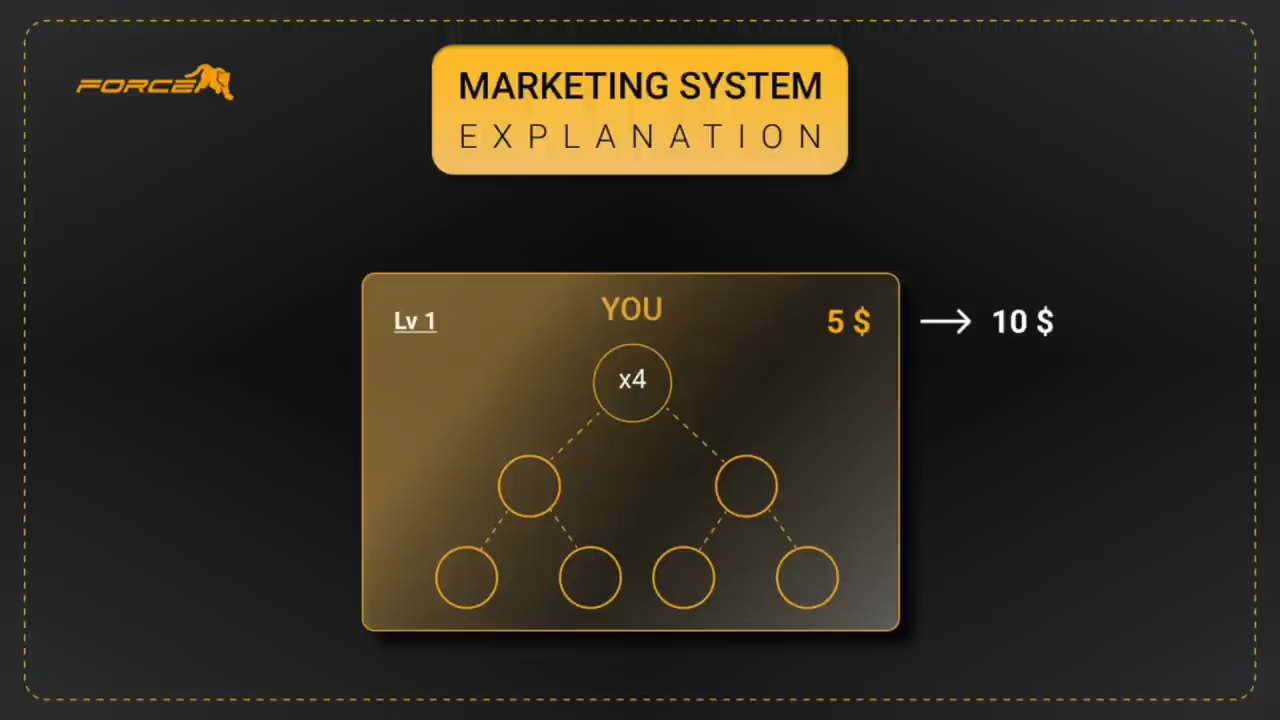 FORCE
MARKETING SYSTEM
EXPLANATION
Lv 1
YOU
5 $
10 $
x4